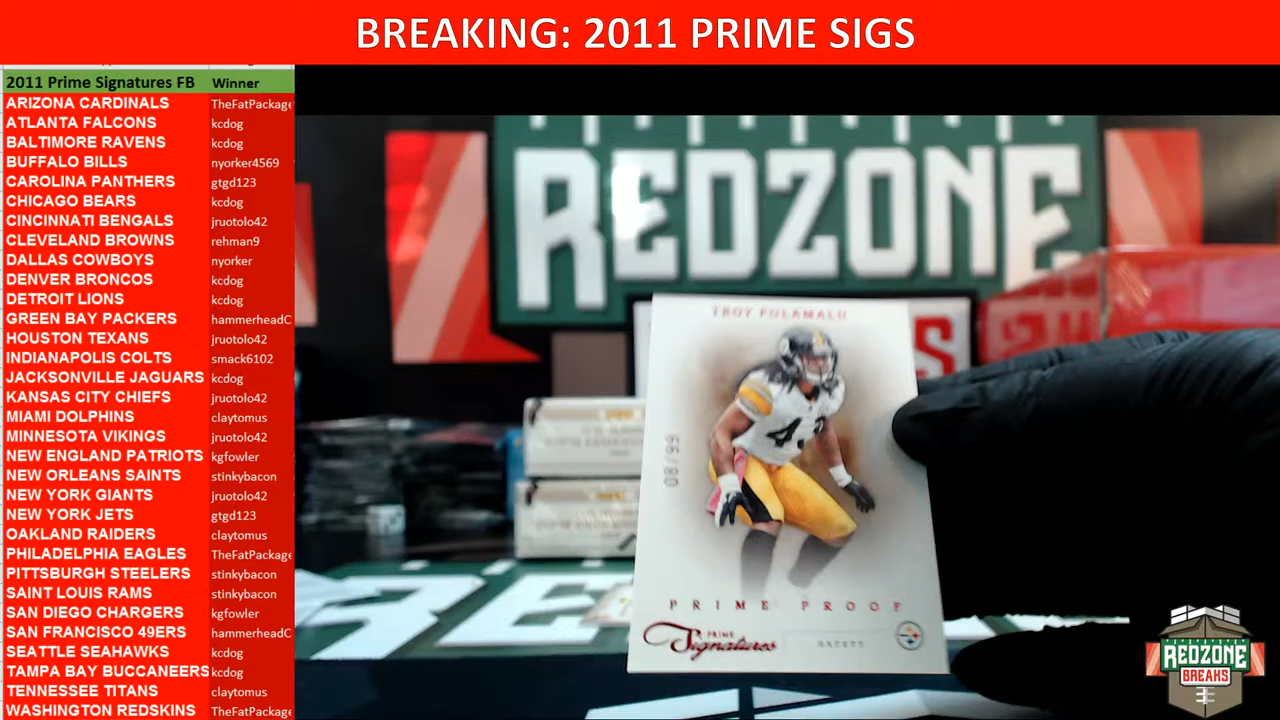 BREAKING: 2011 PRIME SIGS
2011 Prime Signatures FB Winner
ARIZONA CARDINALS TheFatPackage
ATLANTA FALCONS kcdog
BALTIMORE RAVENS kcdog
BUFFALO BILLS nyorker4569
CAROLINA PANTHERS gtgd123
CHICAGO BEARS kcdog
CINCINNATI BENGALS jruotolo42
CLEVELAND BROWNS rehman9
DALLAS COWBOYS nyorker
DENVER BRONCOS kcdog
DETROIT LIONS kcdog
GREEN BAY PACKERS hammerheadC
HOUSTON TEXANS jruotolo42
INDIANAPOLIS COLTS smack6102
JACKSONVILLE JAGUARS kcdog
KANSAS CITY CHIEFS jruotolo42
MIAMI DOLPHINS claytomus
MINNESOTA VIKINGS jruotolo42
NEW ENGLAND PATRIOTS kgfowler
NEW ORLEANS SAINTS stinkybacon
NEW YORK GIANTS jruotolo42
NEW YORK JETS gtgd123
OAKLAND RAIDERS claytomus
PHILADELPHIA EAGLES TheFatPackage
PITTSBURGH STEELERS stinkybacon
SAINT LOUIS RAMS stinkybacon
SAN DIEGO CHARGERS kgfowler
SAN FRANCISCO 49ERS hammerheadC
SEATTLE SEAHAWKS kcdog
TAMPA BAY BUCCANEERS kcdog
TENNESSEE TITANS claytomus
WASHINGTON REDSKINS TheFatPackage
REDZONE
TROY POLAMALU
43
PRIME PROOF
PRIME
Signatures
SAFETY
REDZONE
BREAKS